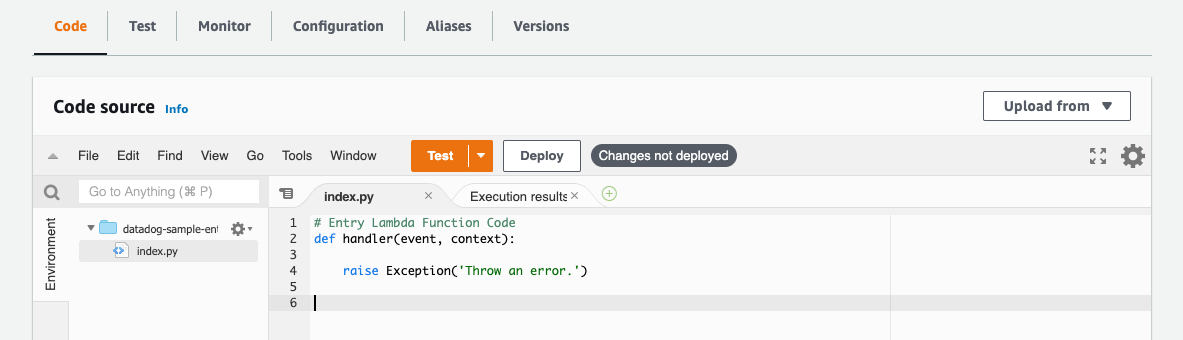 Code Test Monitor Configuration Aliases Versions
Code source Info Upload from
File Edit Find View Go Tools Window Test Deploy Changes not deployed
Go to Anything (⌘ P) index.py Execution results
Environment
datadog-sample-ent
index.py
1 # Entry Lambda Function Code
2 def handler(event, context):
3
4 raise Exception('Throw an error.')
5
6